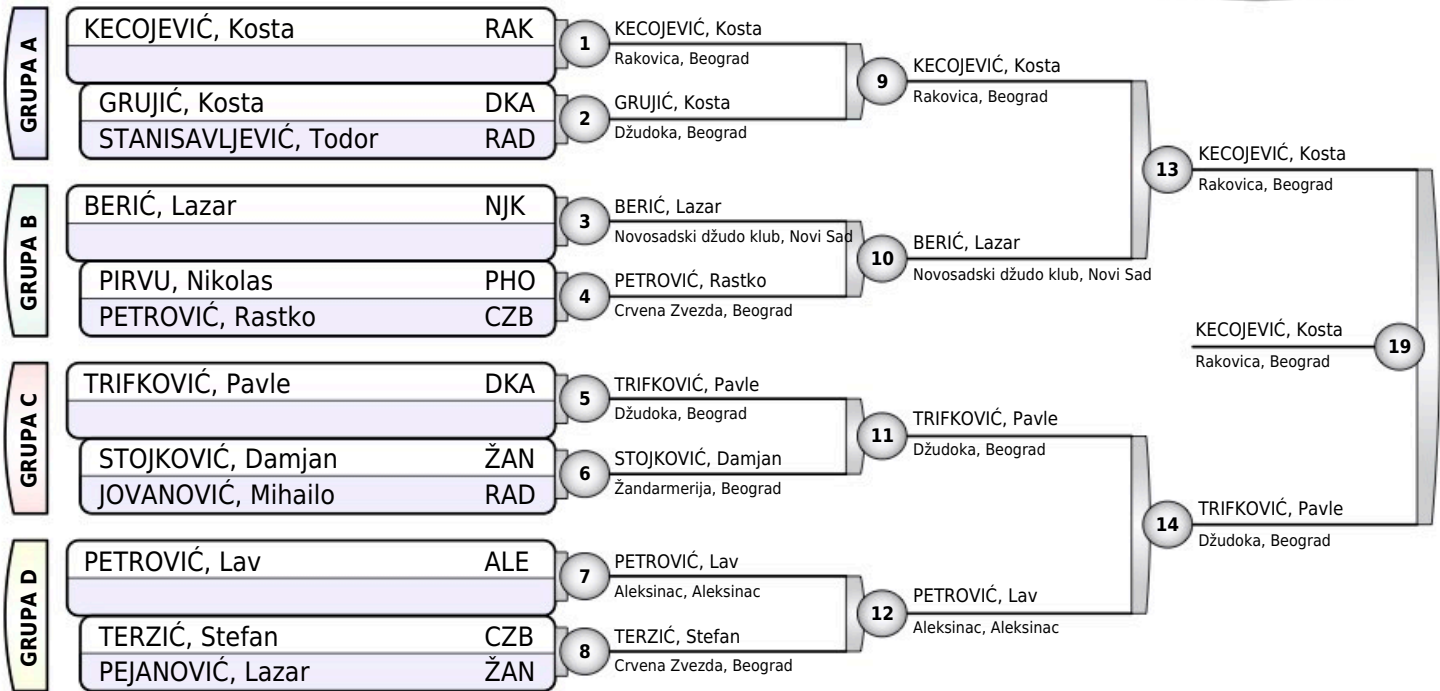 GRUPA A
KECOJEVIĆ, Kosta RAK
GRUJIĆ, Kosta DKA
STANISAVLJEVIĆ, Todor RAD
GRUPA B
BERIĆ, Lazar NJK
PIRVU, Nikolas PHO
PETROVIĆ, Rastko CZB
GRUPA C
TRIFKOVIĆ, Pavle DKA
STOJKOVIĆ, Damjan ŽAN
JOVANOVIĆ, Mihailo RAD
GRUPA D
PETROVIĆ, Lav ALE
TERZIĆ, Stefan CZB
PEJANOVIĆ, Lazar ŽAN
1
KECOJEVIĆ, Kosta
Rakovica, Beograd
2
GRUJIĆ, Kosta
Džudoka, Beograd
3
BERIĆ, Lazar
Novosadski džudo klub, Novi Sad
4
PETROVIĆ, Rastko
Crvena Zvezda, Beograd
5
TRIFKOVIĆ, Pavle
Džudoka, Beograd
6
STOJKOVIĆ, Damjan
Žandarmerija, Beograd
7
PETROVIĆ, Lav
Aleksinac, Aleksinac
8
TERZIĆ, Stefan
Crvena Zvezda, Beograd
9
KECOJEVIĆ, Kosta
Rakovica, Beograd
10
BERIĆ, Lazar
Novosadski džudo klub, Novi Sad
11
TRIFKOVIĆ, Pavle
Džudoka, Beograd
12
PETROVIĆ, Lav
Aleksinac, Aleksinac
13
KECOJEVIĆ, Kosta
Rakovica, Beograd
14
TRIFKOVIĆ, Pavle
Džudoka, Beograd
KECOJEVIĆ, Kosta
Rakovica, Beograd
19